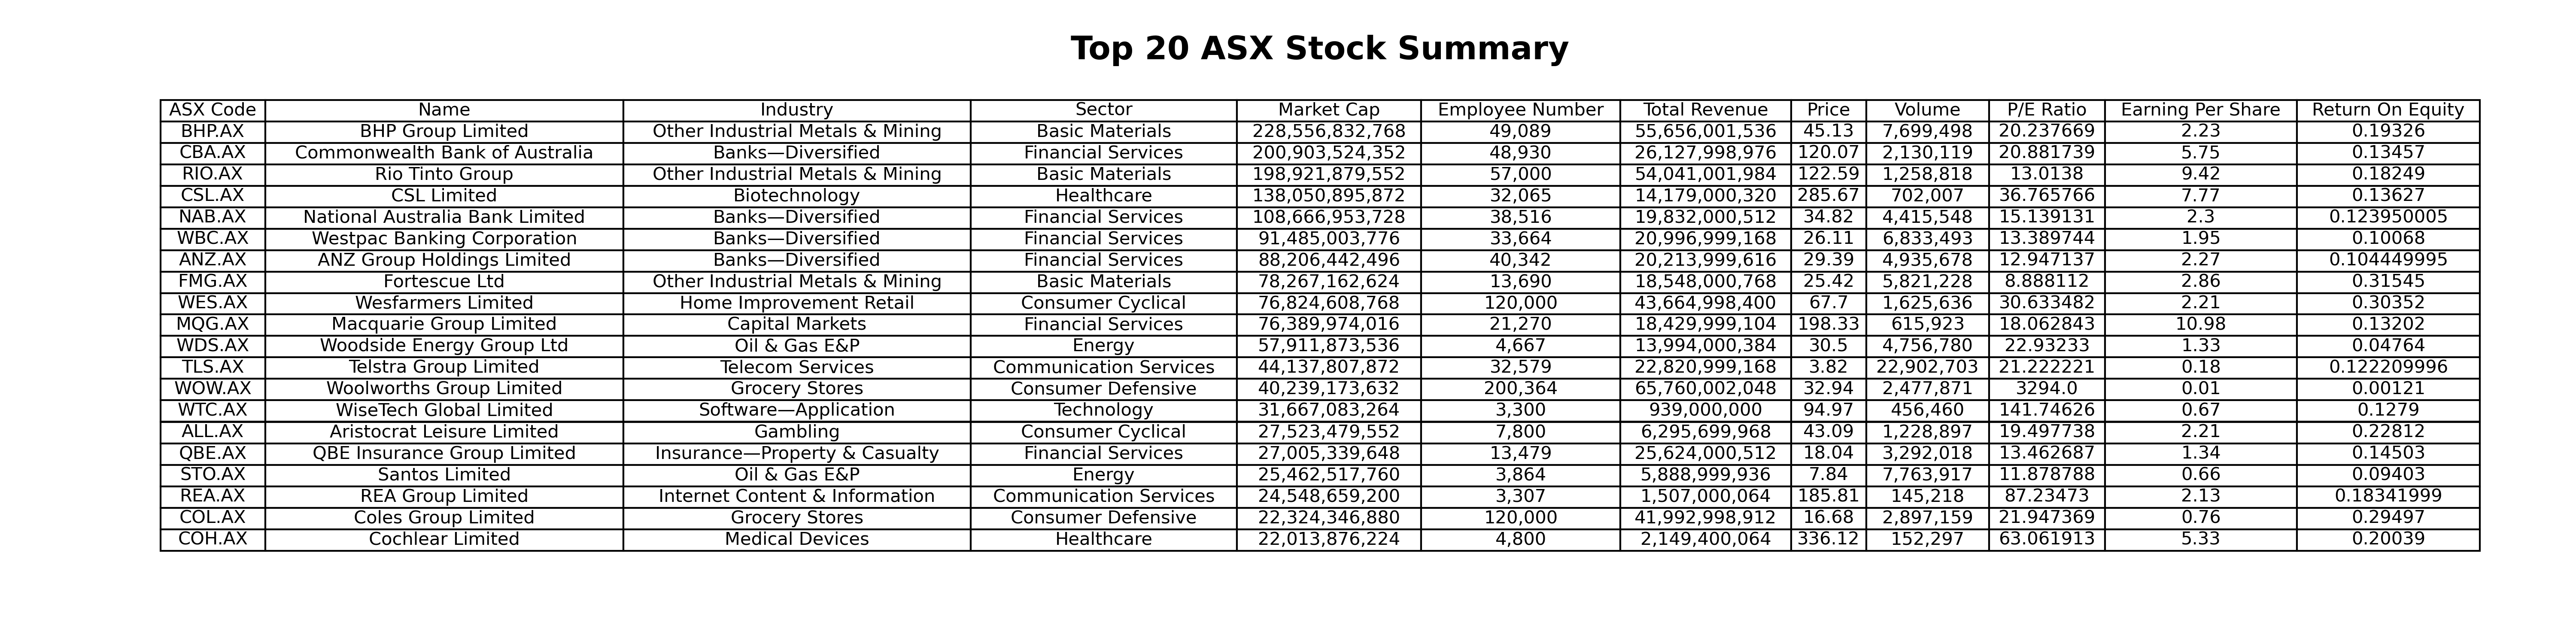 Top 20 ASX Stock Summary
ASX Code Name Industry Sector Market Cap Employee Number Total Revenue Price Volume P/E Ratio Earning Per Share Return On Equity
BHP.AX BHP Group Limited Other Industrial Metals & Mining Basic Materials 228,556,832,768 49,089 55,656,001,536 45.13 7,699,498 20.237669 2.23 0.19326
CBA.AX Commonwealth Bank of Australia Banks—Diversified Financial Services 200,903,524,352 48,930 26,127,998,976 120.07 2,130,119 20.881739 5.75 0.13457
RIO.AX Rio Tinto Group Other Industrial Metals & Mining Basic Materials 198,921,879,552 57,000 54,041,001,984 122.59 1,258,818 13.0138 9.42 0.18249
CSL.AX CSL Limited Biotechnology Healthcare 138,050,895,872 32,065 14,179,000,320 285.67 702,007 36.765766 7.77 0.13627
NAB.AX National Australia Bank Limited Banks—Diversified Financial Services 108,666,953,728 38,516 19,832,000,512 34.82 4,415,548 15.139131 2.3 0.123950005
WBC.AX Westpac Banking Corporation Banks—Diversified Financial Services 91,485,003,776 33,664 20,996,999,168 26.11 6,833,493 13.389744 1.95 0.10068
ANZ.AX ANZ Group Holdings Limited Banks—Diversified Financial Services 88,206,442,496 40,342 20,213,999,616 29.39 4,935,678 12.947137 2.27 0.104449995
FMG.AX Fortescue Ltd Other Industrial Metals & Mining Basic Materials 78,267,162,624 13,690 18,548,000,768 25.42 5,821,228 8.888112 2.86 0.31545
WES.AX Wesfarmers Limited Home Improvement Retail Consumer Cyclical 76,824,608,768 120,000 43,664,998,400 67.7 1,625,636 30.633482 2.21 0.30352
MQG.AX Macquarie Group Limited Capital Markets Financial Services 76,389,974,016 21,270 18,429,999,104 198.33 615,923 18.062843 10.98 0.13202
WDS.AX Woodside Energy Group Ltd Oil & Gas E&P Energy 57,911,873,536 4,667 13,994,000,384 30.5 4,756,780 22.93233 1.33 0.04764
TLS.AX Telstra Group Limited Telecom Services Communication Services 44,137,807,872 32,579 22,820,999,168 3.82 22,902,703 21.222221 0.18 0.122209996
WOW.AX Woolworths Group Limited Grocery Stores Consumer Defensive 40,239,173,632 200,364 65,760,002,048 32.94 2,477,871 3294.0 0.01 0.00121
WTC.AX WiseTech Global Limited Software—Application Technology 31,667,083,264 3,300 939,000,000 94.97 456,460 141.74626 0.67 0.1279
ALL.AX Aristocrat Leisure Limited Gambling Consumer Cyclical 27,523,479,552 7,800 6,295,699,968 43.09 1,228,897 19.497738 2.21 0.22812
QBE.AX QBE Insurance Group Limited Insurance—Property & Casualty Financial Services 27,005,339,648 13,479 25,624,000,512 18.04 3,292,018 13.462687 1.34 0.14503
STO.AX Santos Limited Oil & Gas E&P Energy 25,462,517,760 3,864 5,888,999,936 7.84 7,763,917 11.878788 0.66 0.09403
REA.AX REA Group Limited Internet Content & Information Communication Services 24,548,659,200 3,307 1,507,000,064 185.81 145,218 87.23473 2.13 0.18341999
COL.AX Coles Group Limited Grocery Stores Consumer Defensive 22,324,346,880 120,000 41,992,998,912 16.68 2,897,159 21.947369 0.76 0.29497
COH.AX Cochlear Limited Medical Devices Healthcare 22,013,876,224 4,800 2,149,400,064 336.12 152,297 63.061913 5.33 0.20039